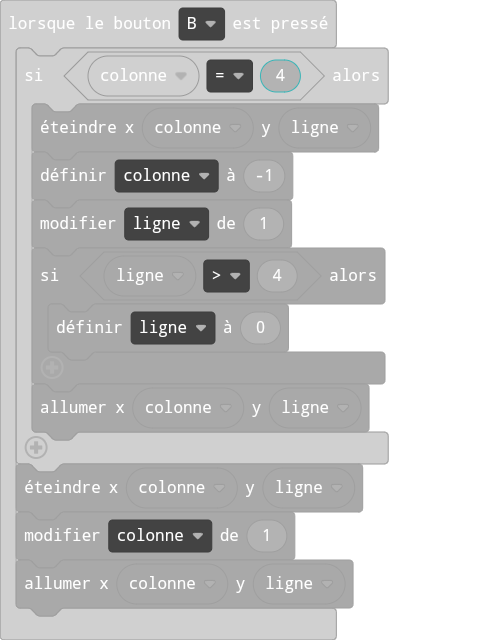 lorsque le bouton B est pressé
si colonne = 4 alors
éteindre x colonne y ligne
définir colonne à -1
modifier ligne de 1
si ligne > 4 alors
définir ligne à 0
allumer x colonne y ligne
éteindre x colonne y ligne
modifier colonne de 1
allumer x colonne y ligne